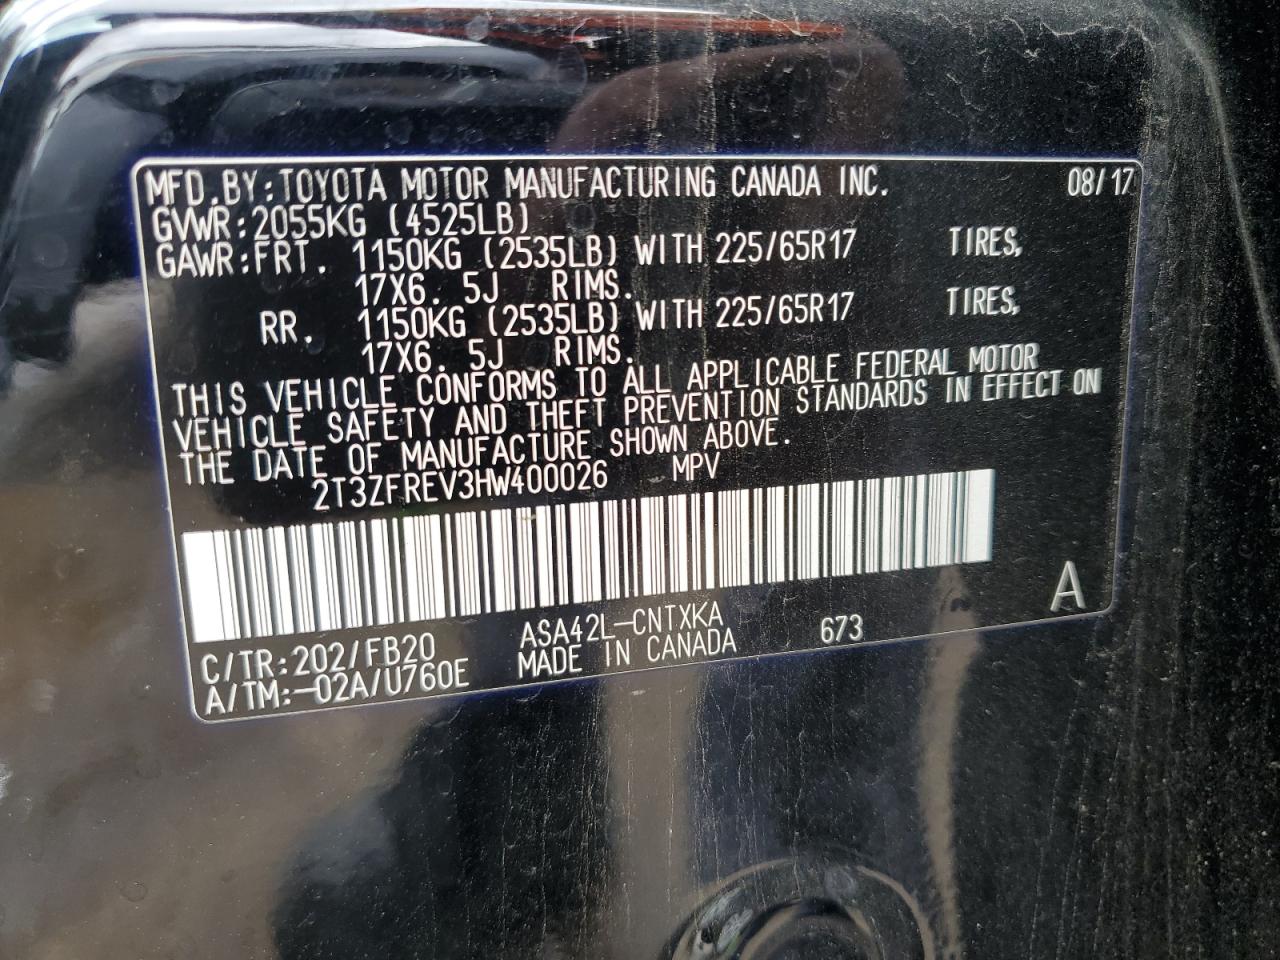 MFD.BY:TOYOTA MOTOR MANUFACTURING CANADA INC. 08/17
GVWR:2055KG (4525LB)
GAWR:FRT. 1150KG (2535LB) WITH 225/65R17 TIRES,
17X6.5J RIMS.
RR. 1150KG (2535LB) WITH 225/65R17 TIRES,
17X6.5J RIMS.
THIS VEHICLE CONFORMS TO ALL APPLICABLE FEDERAL MOTOR
VEHICLE SAFETY AND THEFT PREVENTION STANDARDS IN EFFECT ON
THE DATE OF MANUFACTURE SHOWN ABOVE.
2T3ZFREV3HW400026 MPV
A
C/TR:202/FB20 ASA42L-CNTXKA 673
A/TM:-02A/U760E MADE IN CANADA